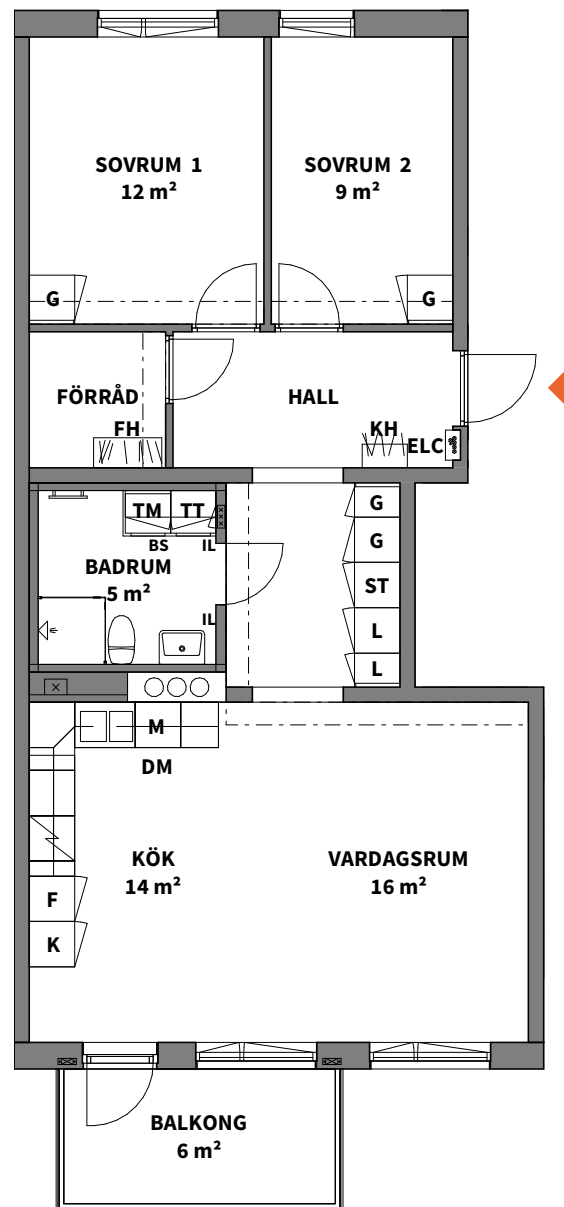 SOVRUM 1
12 m²
SOVRUM 2
9 m²
G
G
FÖRRÅD
FH
HALL
KH
ELC
TM
TT
BS
IL
BADRUM
5 m²
IL
G
G
ST
L
L
M
DM
KÖK
14 m²
VARDAGSRUM
16 m²
F
K
BALKONG
6 m²